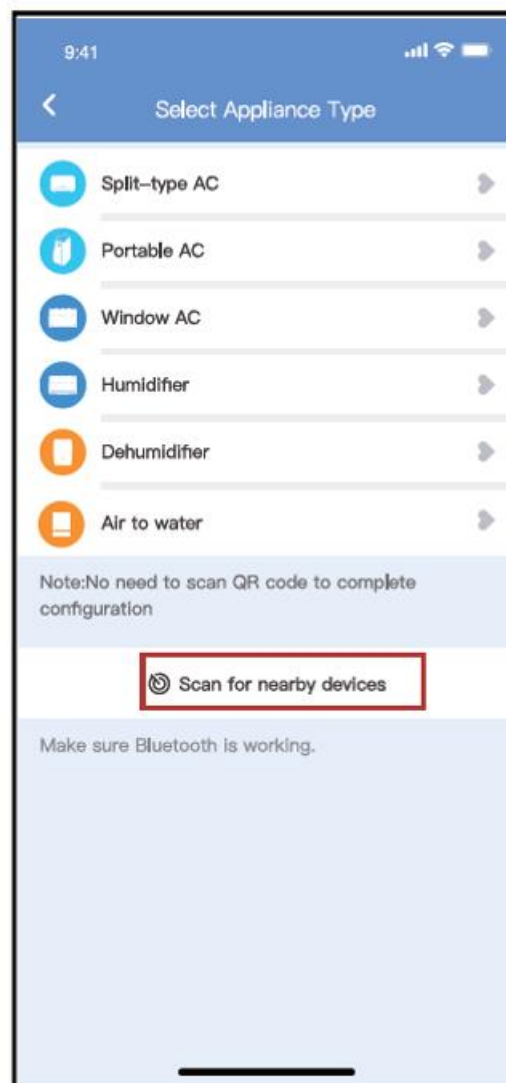 9:41
Select Appliance Type
Split-type AC
Portable AC
Window AC
Humidifier
Dehumidifier
Air to water
Note:No need to scan QR code to complete
configuration
Scan for nearby devices
Make sure Bluetooth is working.